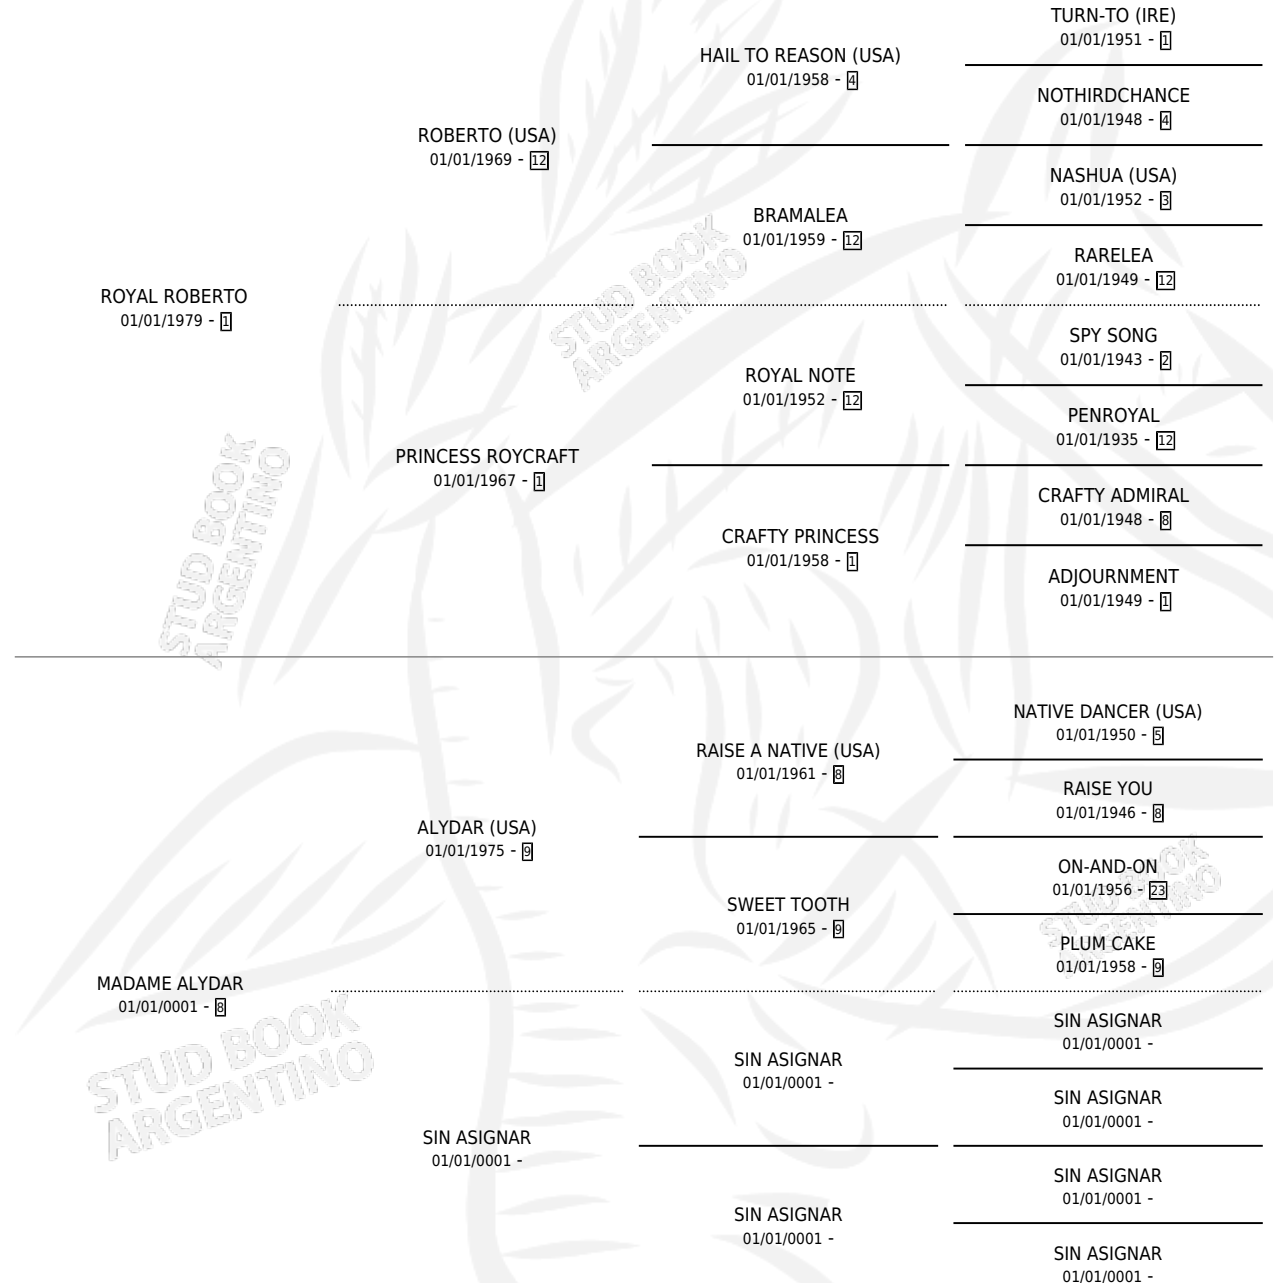 TURN-TO (IRE)
01/01/1951 - 1
HAIL TO REASON (USA)
01/01/1958 - 4
NOTHIRDCHANCE
01/01/1948 - 4
ROBERTO (USA)
01/01/1969 - 12
NASHUA (USA)
01/01/1952 - 3
BRAMALEA
01/01/1959 - 12
RARELEA
01/01/1949 - 12
ROYAL ROBERTO
01/01/1979 - 1
SPY SONG
01/01/1943 - 2
ROYAL NOTE
01/01/1952 - 12
PENROYAL
01/01/1935 - 12
PRINCESS ROYCRAFT
01/01/1967 - 1
CRAFTY ADMIRAL
01/01/1948 - 8
CRAFTY PRINCESS
01/01/1958 - 1
ADJOURNMENT
01/01/1949 - 1
NATIVE DANCER (USA)
01/01/1950 - 5
RAISE A NATIVE (USA)
01/01/1961 - 8
RAISE YOU
01/01/1946 - 8
ALYDAR (USA)
01/01/1975 - 9
ON-AND-ON
01/01/1956 - 23
SWEET TOOTH
01/01/1965 - 9
PLUM CAKE
01/01/1958 - 9
MADAME ALYDAR
01/01/0001 - 8
SIN ASIGNAR
01/01/0001 -
SIN ASIGNAR
01/01/0001 -
SIN ASIGNAR
01/01/0001 -
SIN ASIGNAR
01/01/0001 -
SIN ASIGNAR
01/01/0001 -
SIN ASIGNAR
01/01/0001 -
SIN ASIGNAR
01/01/0001 -
STUD BOOK
ARGENTINO
STUD BOOK
ARGENTINO
STUD BOOK
ARGENTINO
STUD BOOK
ARGENTINO